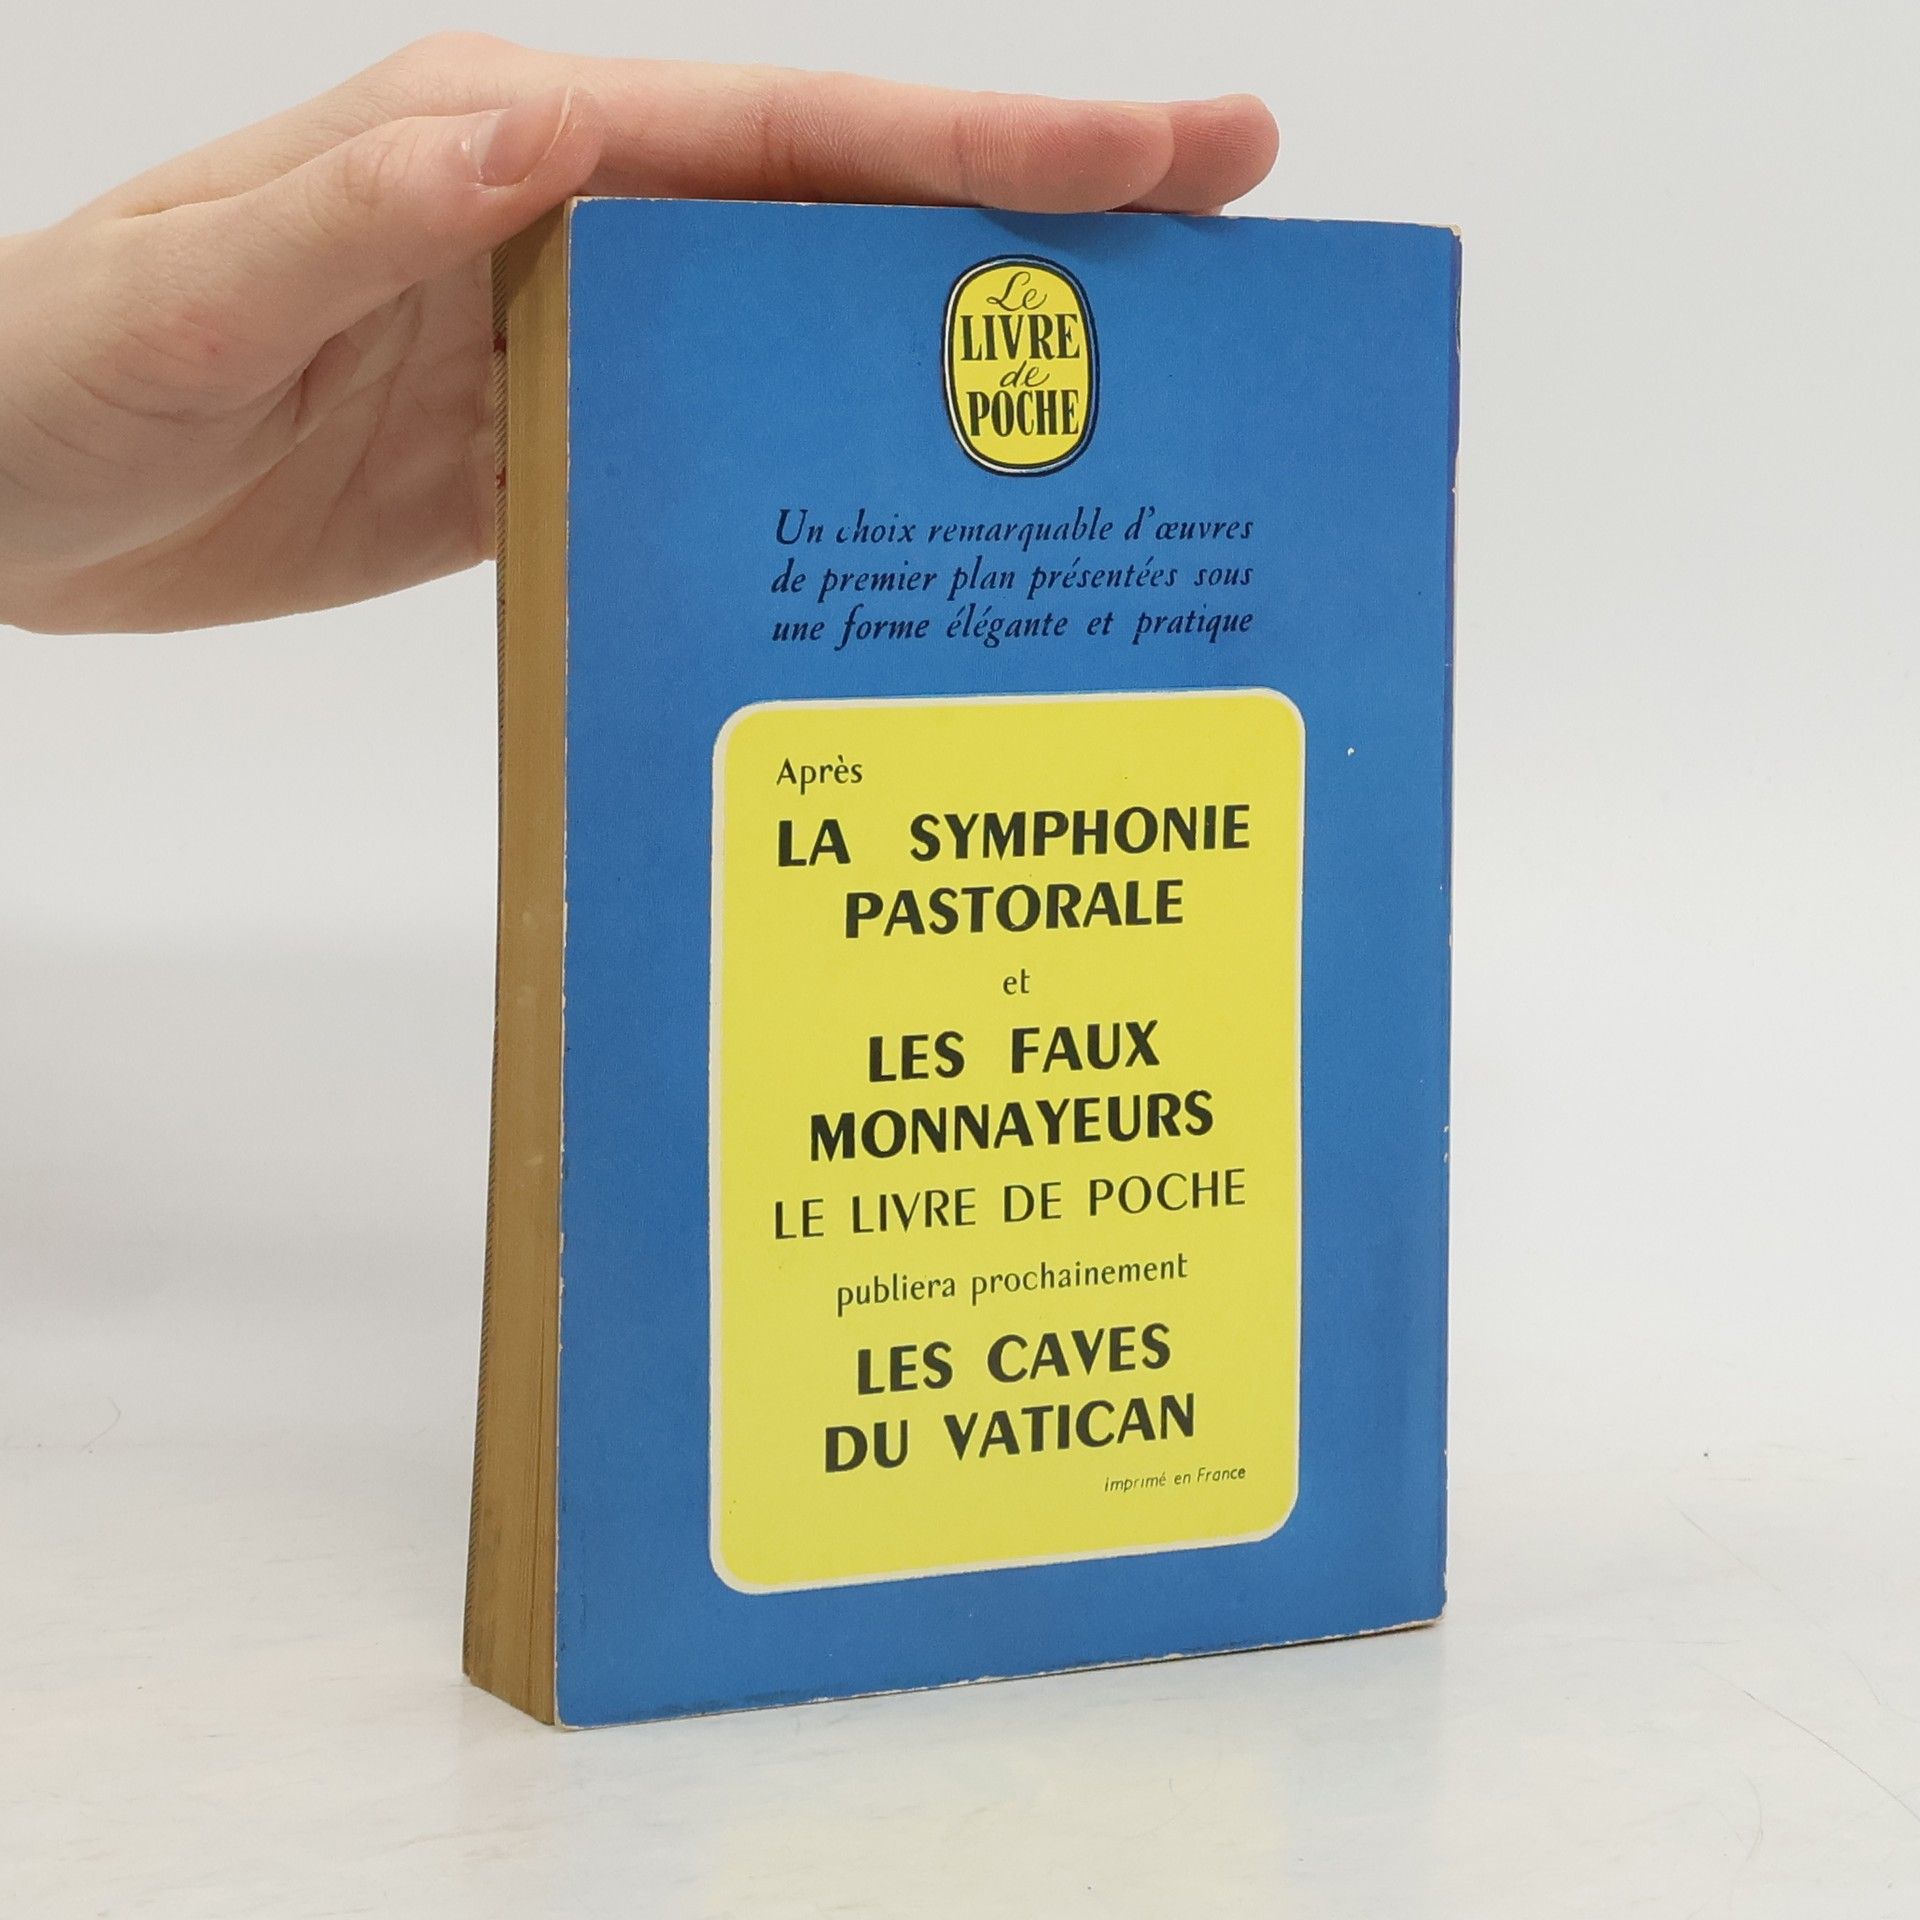 Le
LIVRE
de
POCHE
Un choix remarquable d'œuvres
de premier plan présentées sous
une forme élégante et pratique
Après
LA SYMPHONIE
PASTORALE
et
LES FAUX
MONNAYEURS
LE LIVRE DE POCHE
publiera prochainement
LES CAVES
DU VATICAN
imprimé en France